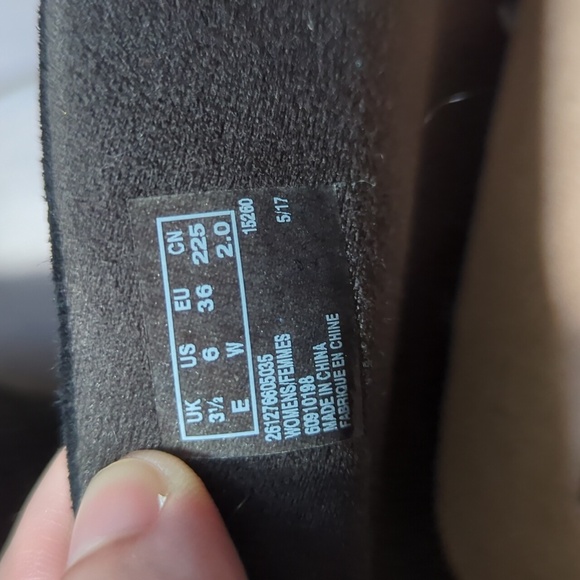 UK US EU CN
3½ 6 36 225
E W 2.0
261276605035 15260
WOMENS/FEMMES
60910198 5/17
MADE IN CHINA
FABRIQUE EN CHINE